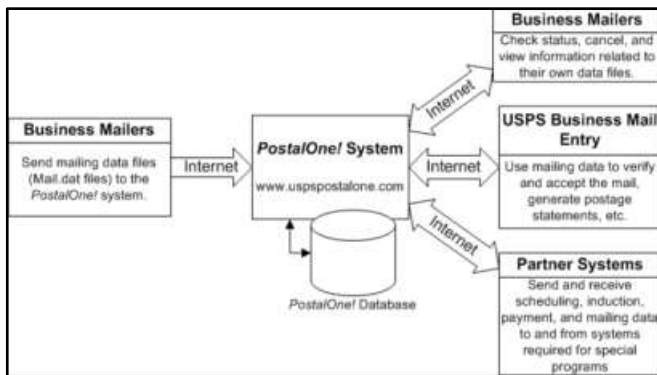 Business Mailers
Send mailing data files
(Mail.dat files) to the
PostalOne! system.
Internet
PostalOne! System
www.uspspostalone.com
PostalOne! Database
Internet
Business Mailers
Check status, cancel, and
view information related to
their own data files.
Internet
USPS Business Mail
Entry
Use mailing data to verify
and accept the mail,
generate postage
statements, etc.
Internet
Partner Systems
Send and receive
scheduling, induction,
payment, and mailing data
to and from systems
required for special
programs